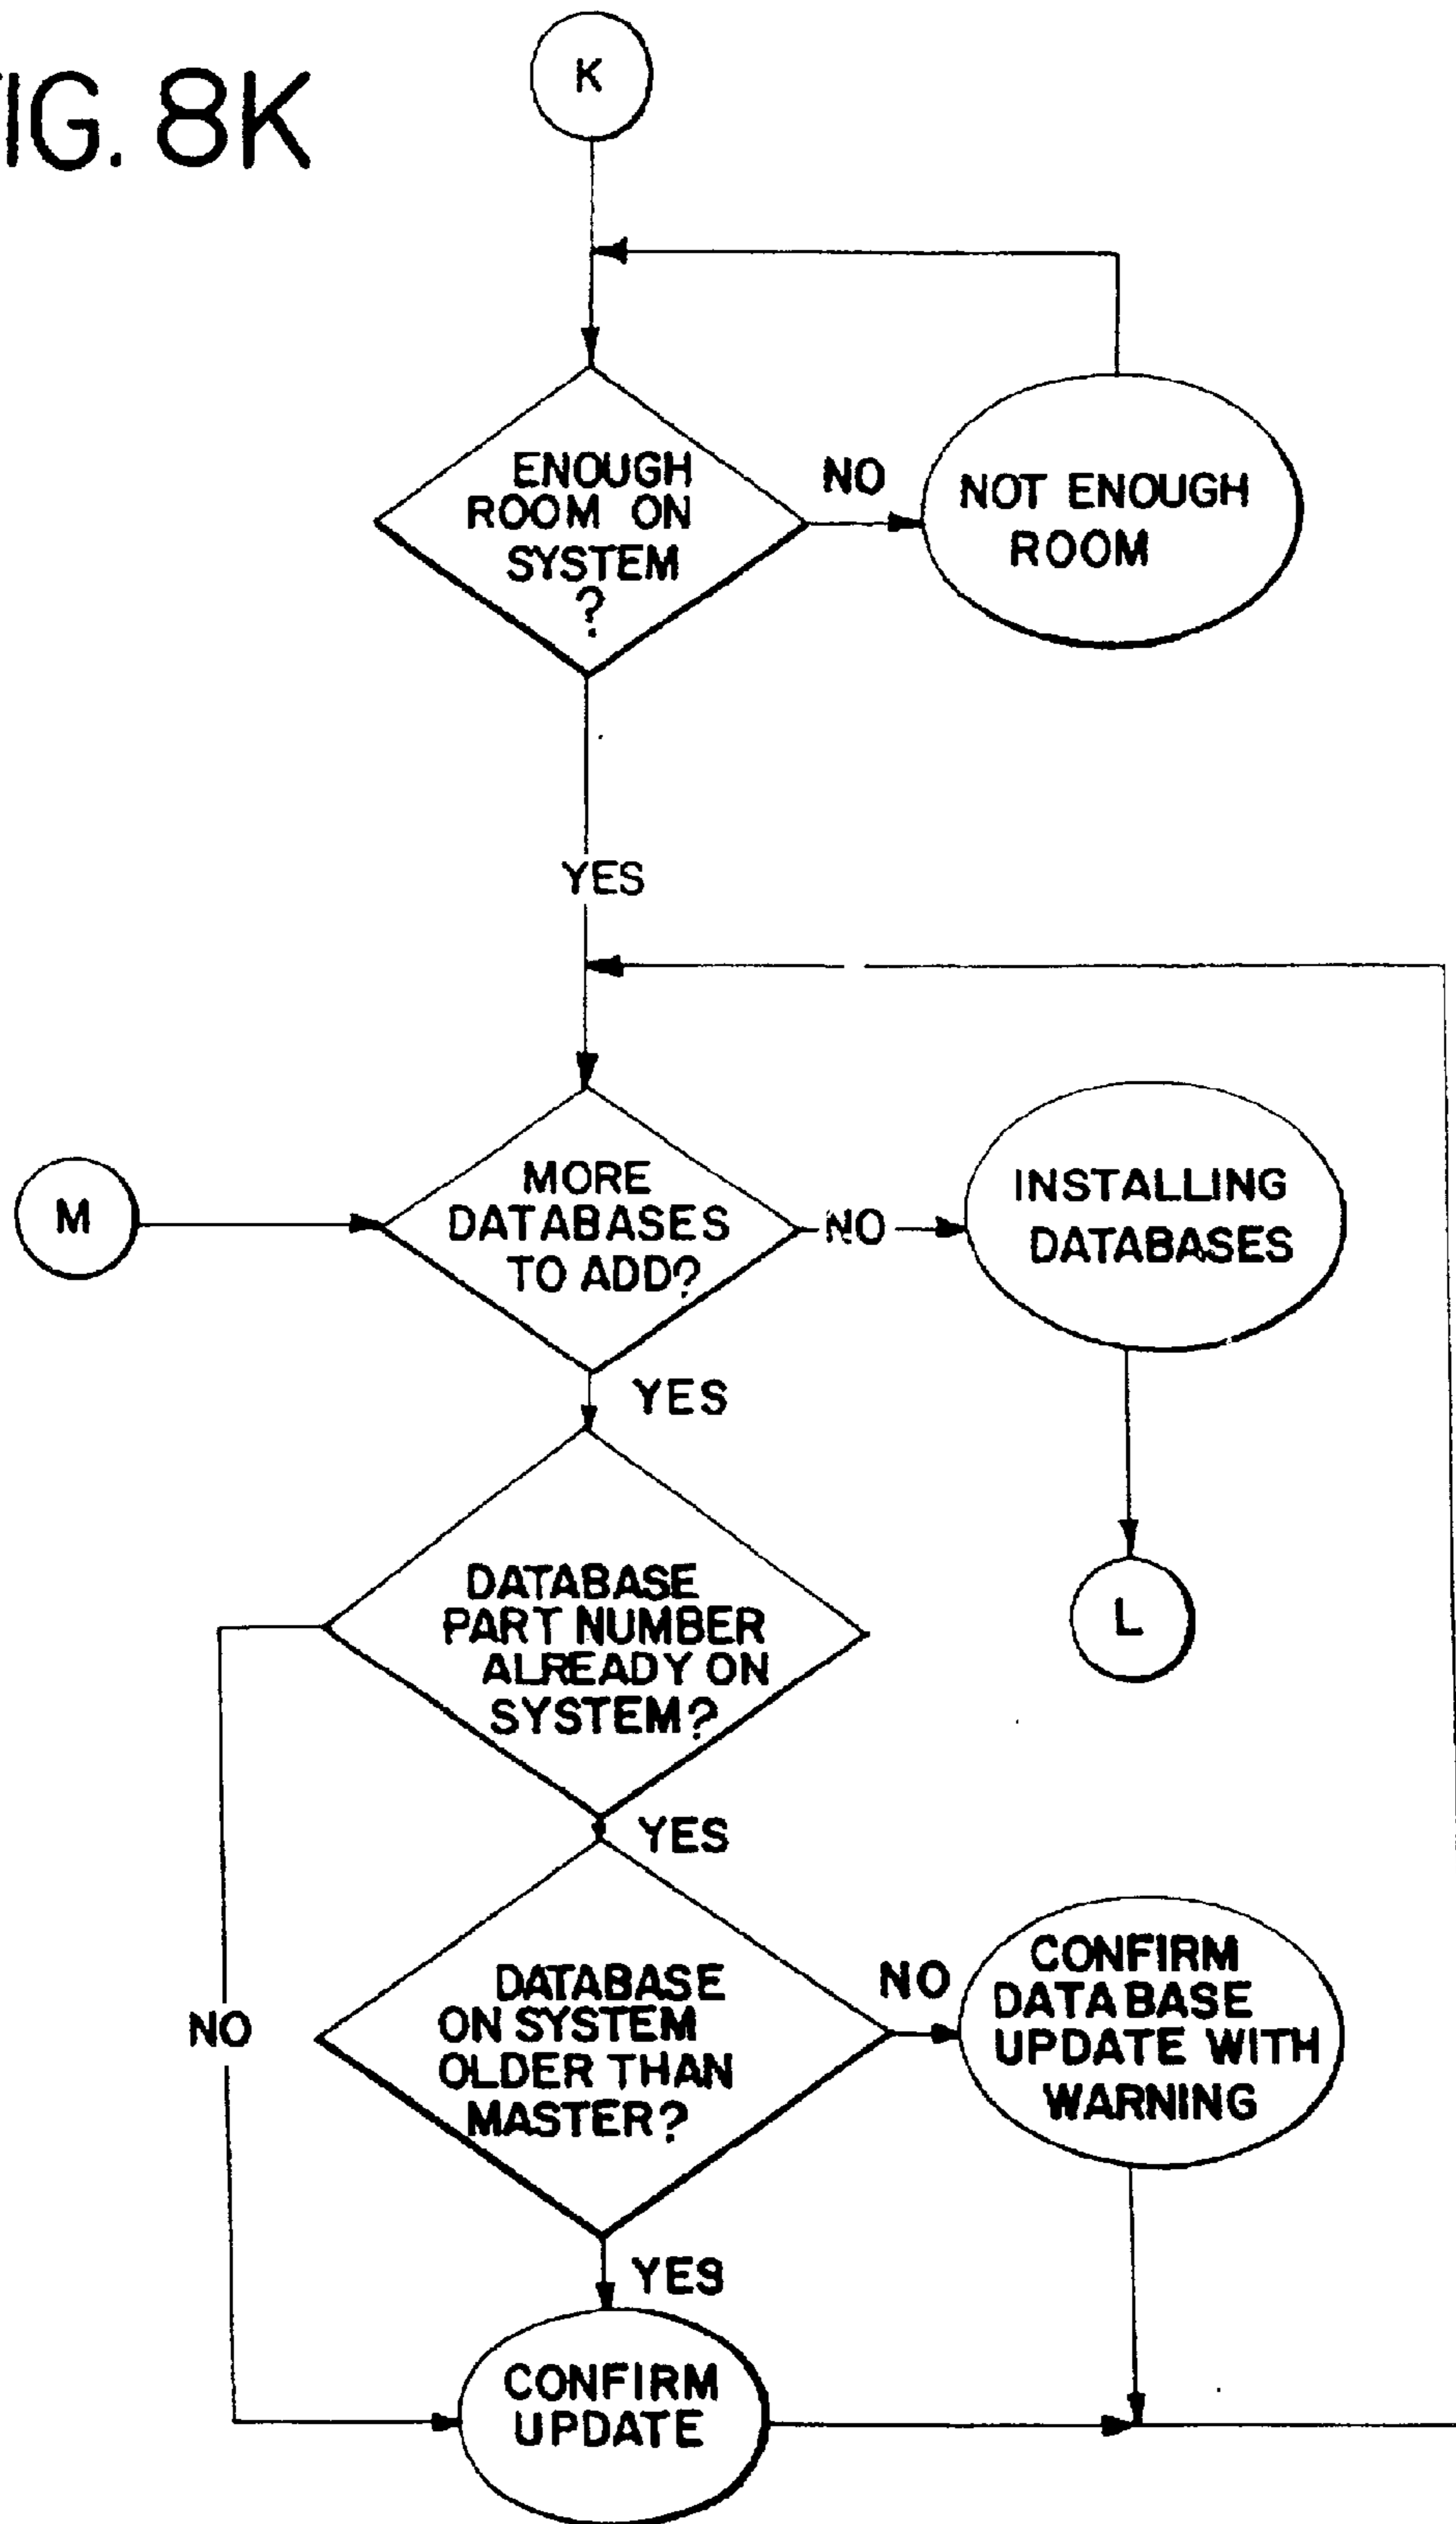 IG. 8K
K
ENOUGH
ROOM ON
SYSTEM
?
NO
NOT ENOUGH
ROOM
YES
M
MORE
DATABASES
TO ADD?
NO
INSTALLING
DATABASES
YES
L
DATABASE
PART NUMBER
ALREADY ON
SYSTEM?
YES
NO
DATABASE
ON SYSTEM
OLDER THAN
MASTER?
NO
CONFIRM
DATABASE
UPDATE WITH
WARNING
YES
CONFIRM
UPDATE